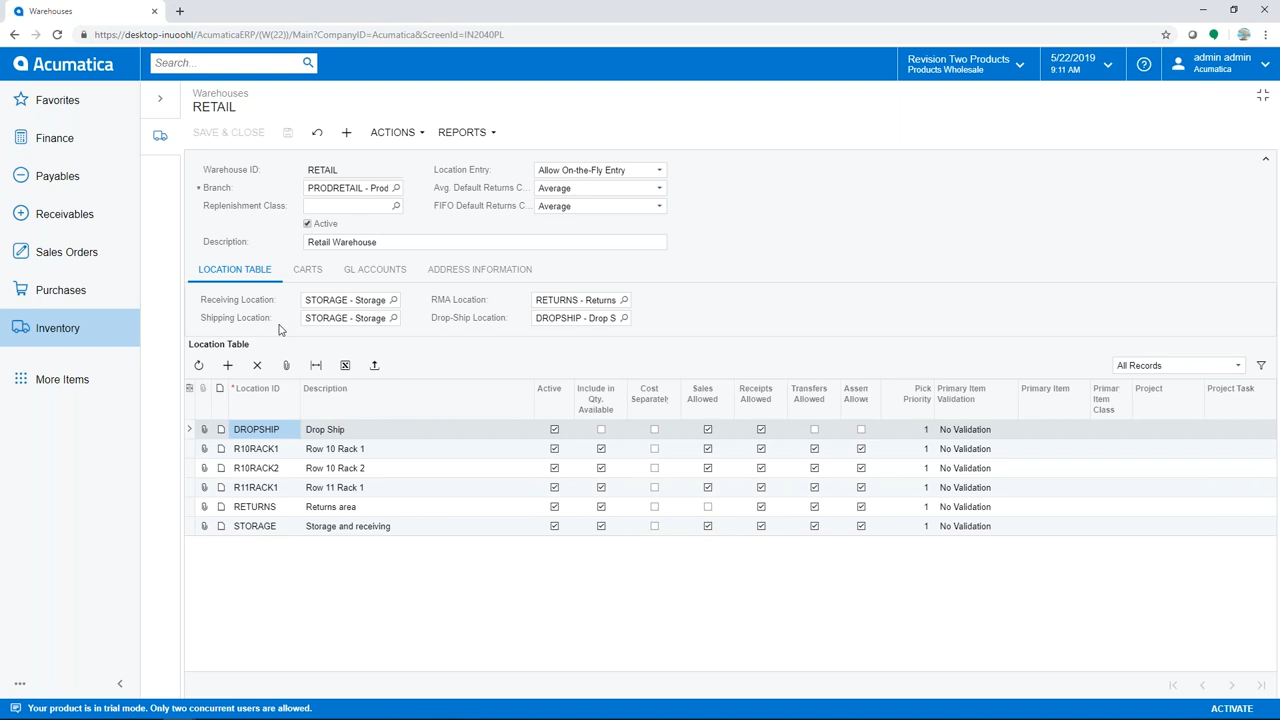 Warehouses
https://desktop-inuoohl/AcumaticaERP/(W(22))/Main?CompanyID=Acumatica&ScreenId=IN2040PL
Acumatica
Search...
Revision Two Products
Products Wholesale
5/22/2019
9:11 AM
admin admin
Acumatica
Favorites
Finance
Payables
Receivables
Sales Orders
Purchases
Inventory
More Items
Warehouses
RETAIL
SAVE & CLOSE ACTIONS REPORTS
Warehouse ID: RETAIL Location Entry: Allow On-the-Fly Entry
* Branch: PRODRETAIL - Prod Avg. Default Returns C... Average
Replenishment Class: FIFO Default Returns C... Average
Active
Description: Retail Warehouse
LOCATION TABLE CARTS GL ACCOUNTS ADDRESS INFORMATION
Receiving Location: STORAGE - Storage RMA Location: RETURNS - Returns
Shipping Location: STORAGE - Storage Drop-Ship Location: DROPSHIP - Drop S
Location Table
All Records
* Location ID Description Active Include in Qty. Available Cost Separately Sales Allowed Receipts Allowed Transfers Allowed Assem Allowe Pick Priority Primary Item Validation Primary Item Primar Item Class Project Project Task
DROPSHIP Drop Ship 1 No Validation
R10RACK1 Row 10 Rack 1 1 No Validation
R10RACK2 Row 10 Rack 2 1 No Validation
R11RACK1 Row 11 Rack 1 1 No Validation
RETURNS Returns area 1 No Validation
STORAGE Storage and receiving 1 No Validation
Your product is in trial mode. Only two concurrent users are allowed. ACTIVATE